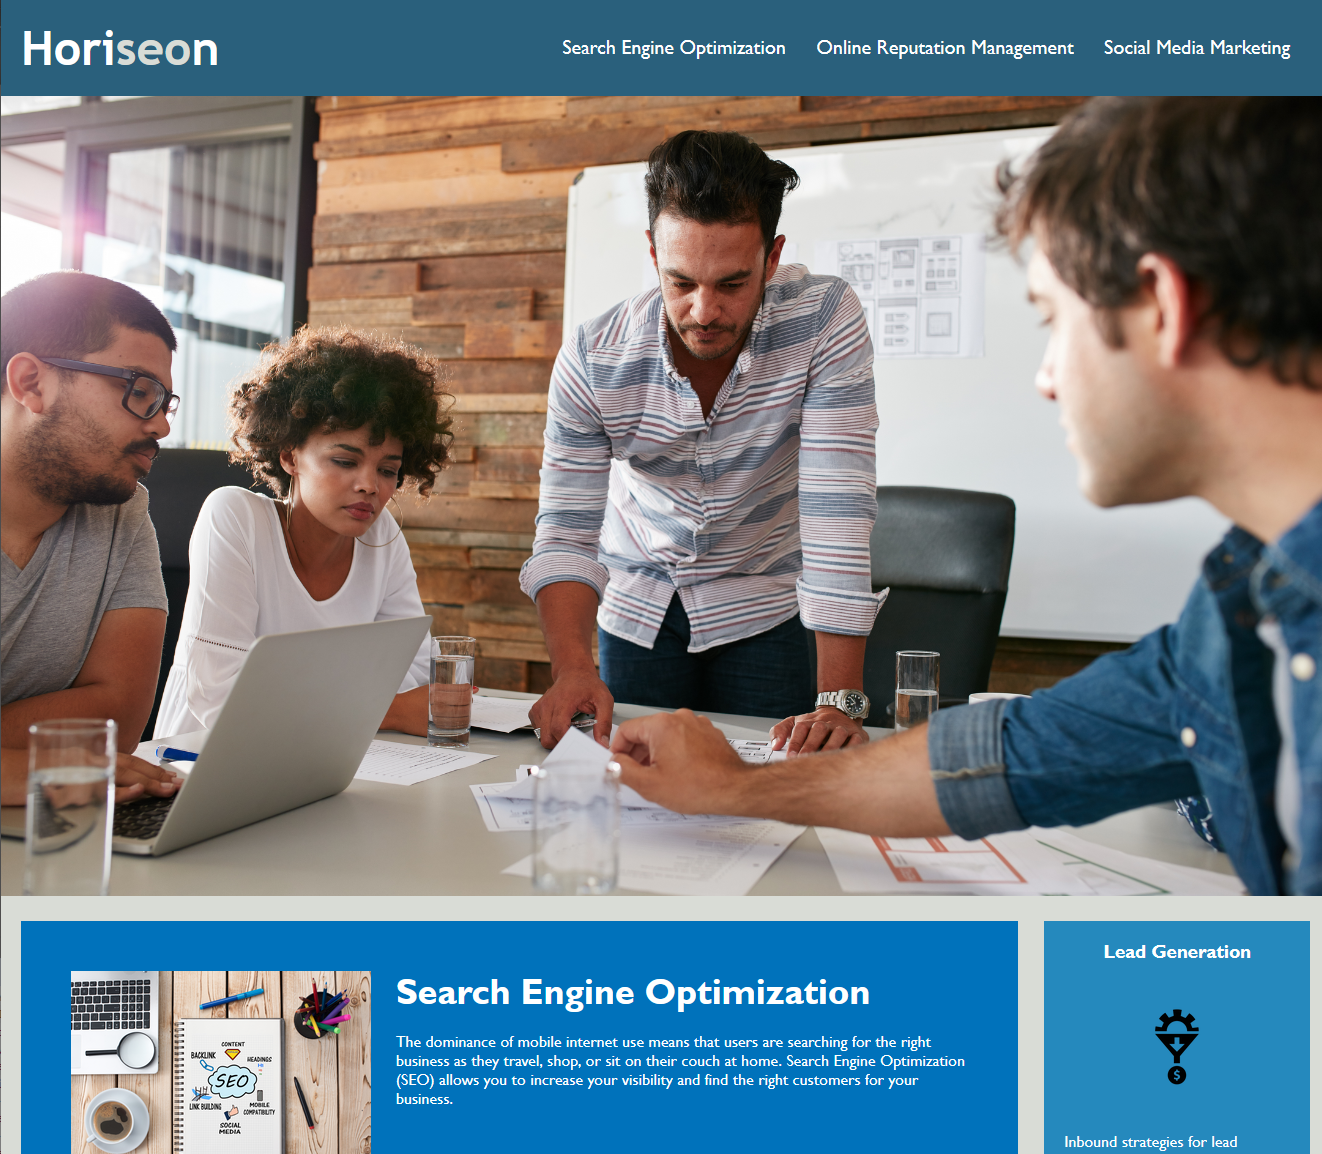 Horiseon
Search Engine Optimization
Online Reputation Management
Social Media Marketing
Search Engine Optimization
The dominance of mobile internet use means that users are searching for the right
business as they travel, shop, or sit on their couch at home. Search Engine Optimization
(SEO) allows you to increase your visibility and find the right customers for your
business.
CONTENT
BACKLINK
HEADINGS
SEO
LINK BUILDING
MOBILE
COMPATIBILITY
SOCIAL
MEDIA
Lead Generation
$
Inbound strategies for lead